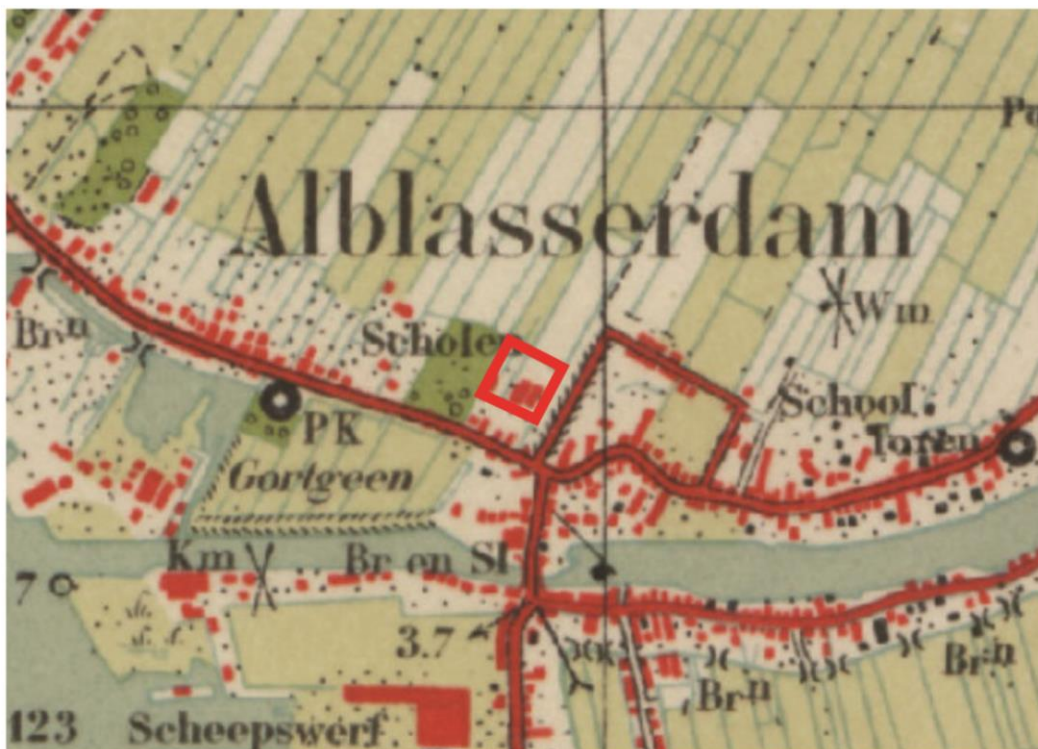 Po
Alblasserdam
Wm
Brn
Scholen
School
PK
Toren
Gortgeen
Km
Br en Sl
7
3.7
Brn
Brn
123
Scheepswerf